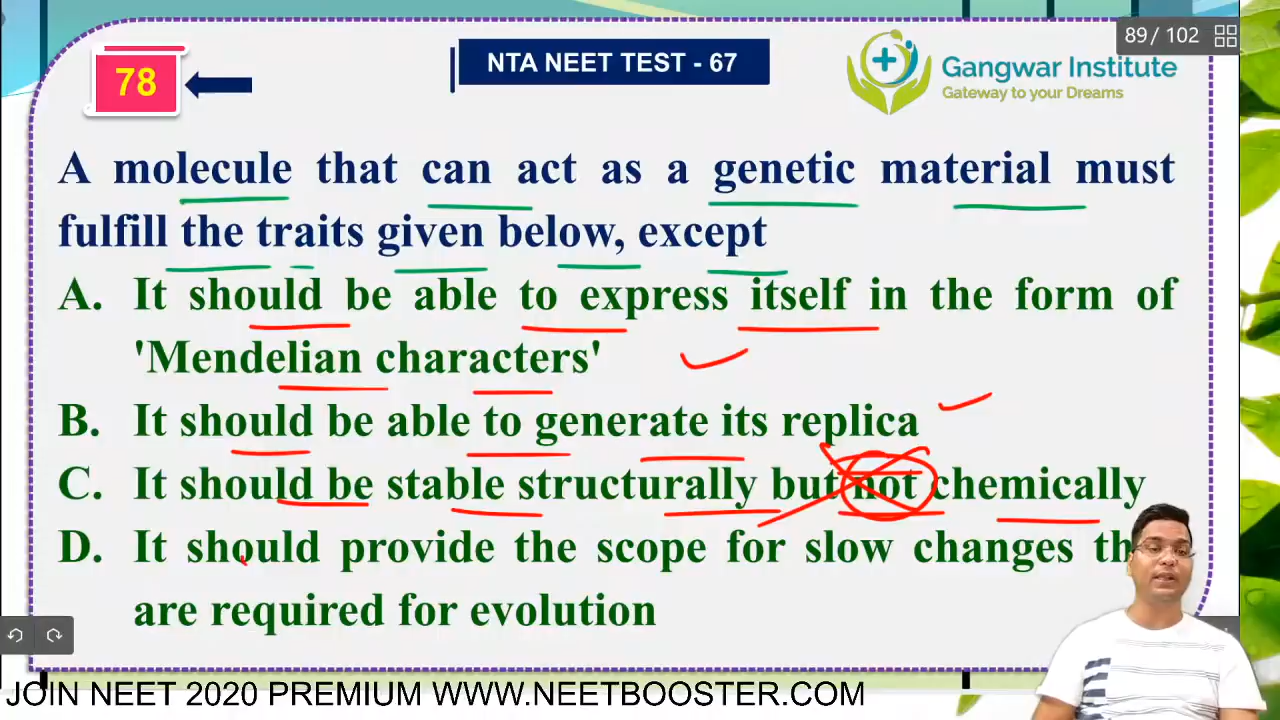 89 / 102
NTA NEET TEST - 67
78
Gangwar Institute
Gateway to your Dreams
A molecule that can act as a genetic material must
fulfill the traits given below, except
A. It should be able to express itself in the form of
'Mendelian characters'
B. It should be able to generate its replica
C. It should be stable structurally but not chemically
D. It should provide the scope for slow changes
are required for evolution
JOIN NEET 2020 PREMIUM WWW.NEETBOOSTER.COM